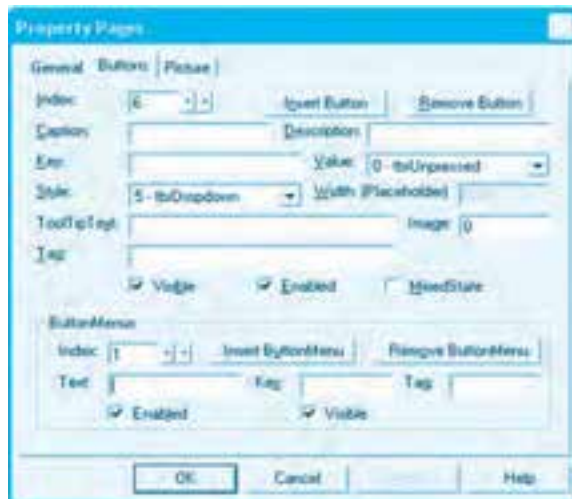 Property Pages
General Buttons Picture
Index: 6 Insert Button Remove Button
Caption: Description:
Key: Value: 0 - tbrUnpressed
Style: 5 - tbrDropdown Width: (Placeholder)
ToolTipText: Image: 0
Tag:
Visible Enabled MixedState
ButtonMenus
Index: 1 Insert ButtonMenu Remove ButtonMenu
Text: Key: Tag:
Enabled Visible
OK Cancel Help